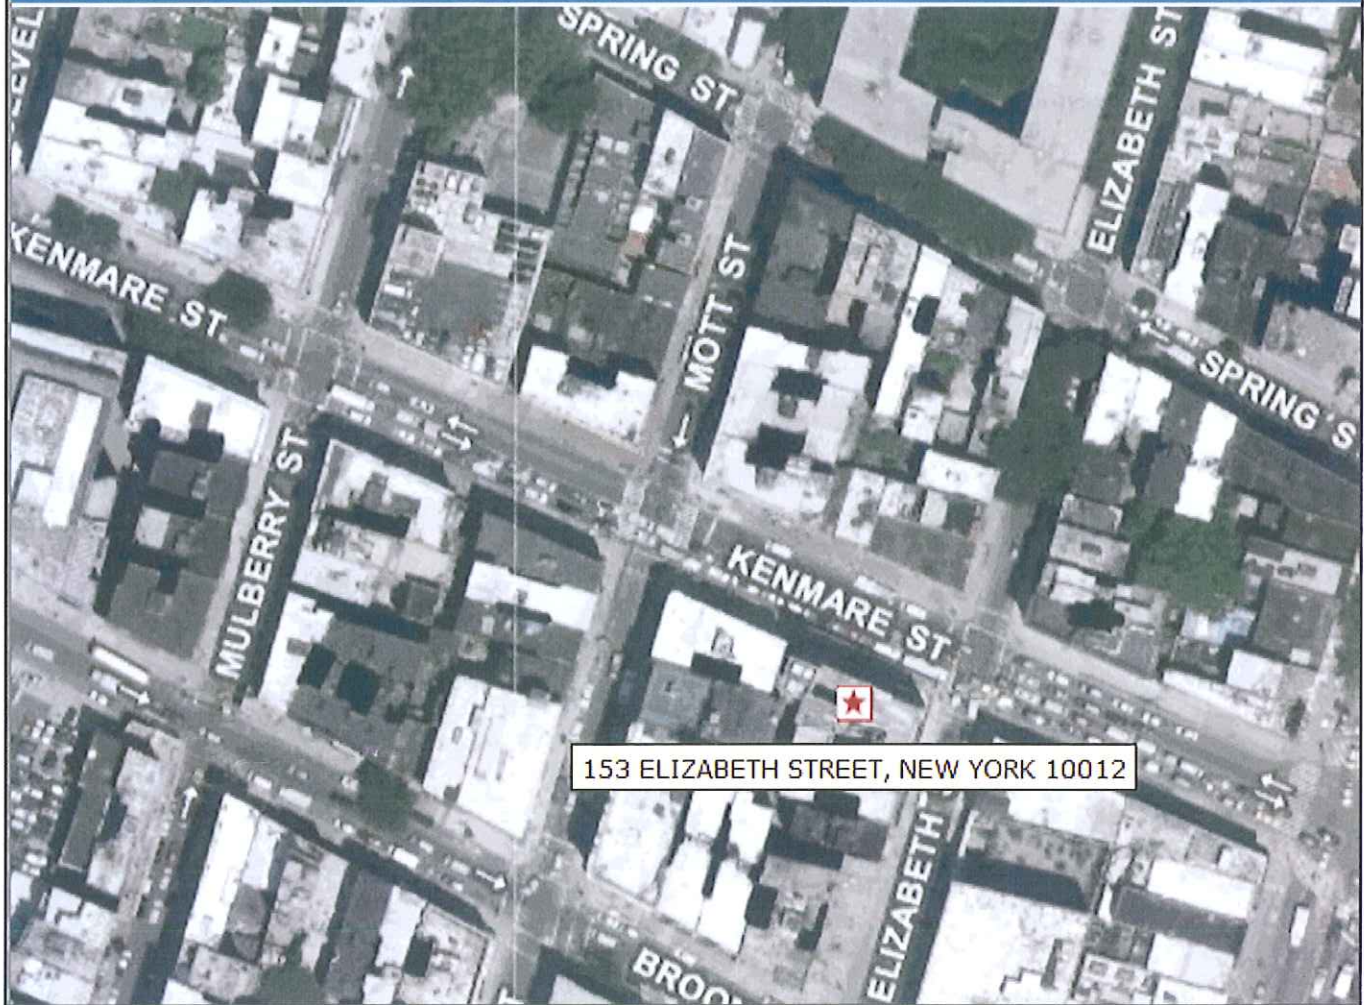 SPRING ST
ELIZABETH ST
KENMARE ST.
MOTT ST
SPRING S
MULBERRY ST
KENMARE ST
153 ELIZABETH STREET, NEW YORK 10012
ELIZABETH
BROO